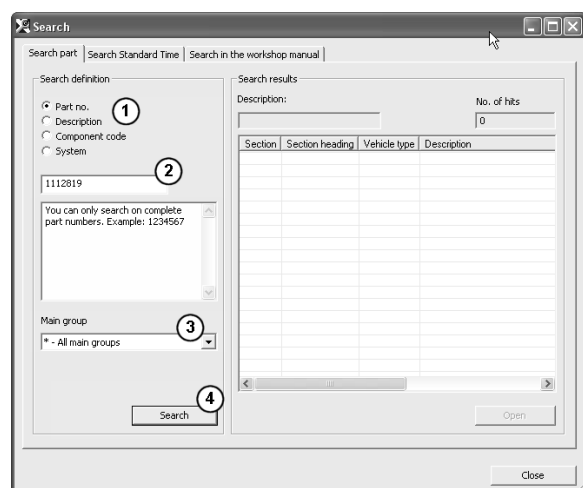 Search
Search part Search Standard Time Search in the workshop manual
Search definition
Part no.
Description
Component code
System
1
1112819
2
You can only search on complete
part numbers. Example: 1234567
Main group
3
* - All main groups
4
Search
Search results
Description:
No. of hits
0
Section Section heading Vehicle type Description
Open
Close